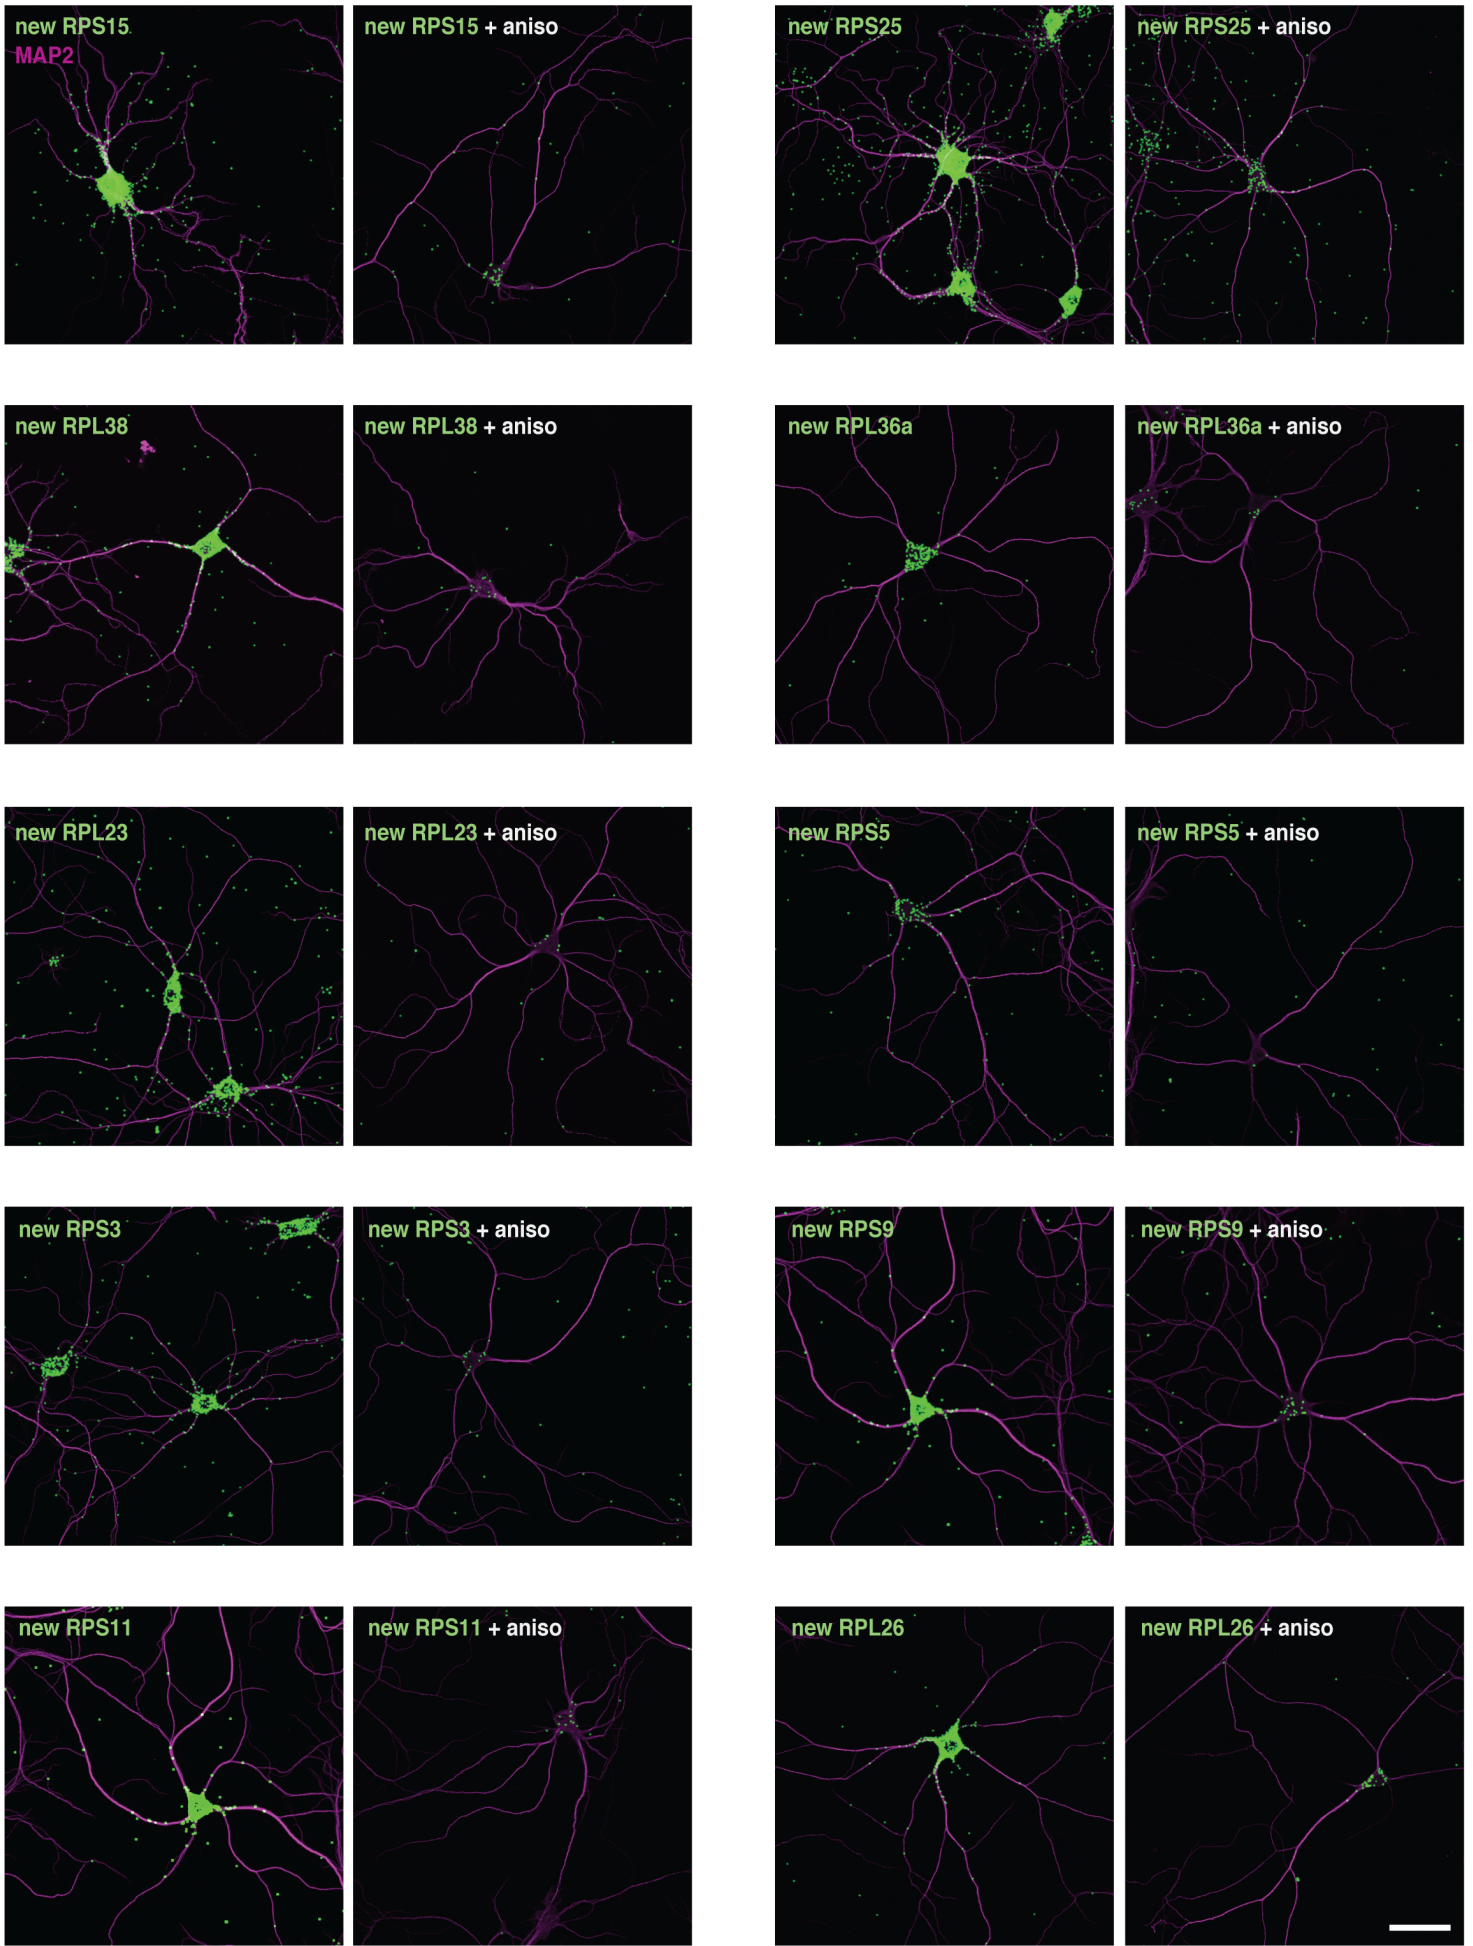 new RPS15
MAP2
new RPS15 + aniso
new RPS25
new RPS25 + aniso
new RPL38
new RPL38 + aniso
new RPL36a
new RPL36a + aniso
new RPL23
new RPL23 + aniso
new RPS5
new RPS5 + aniso
new RPS3
new RPS3 + aniso
new RPS9
new RPS9 + aniso
new RPS11
new RPS11 + aniso
new RPL26
new RPL26 + aniso